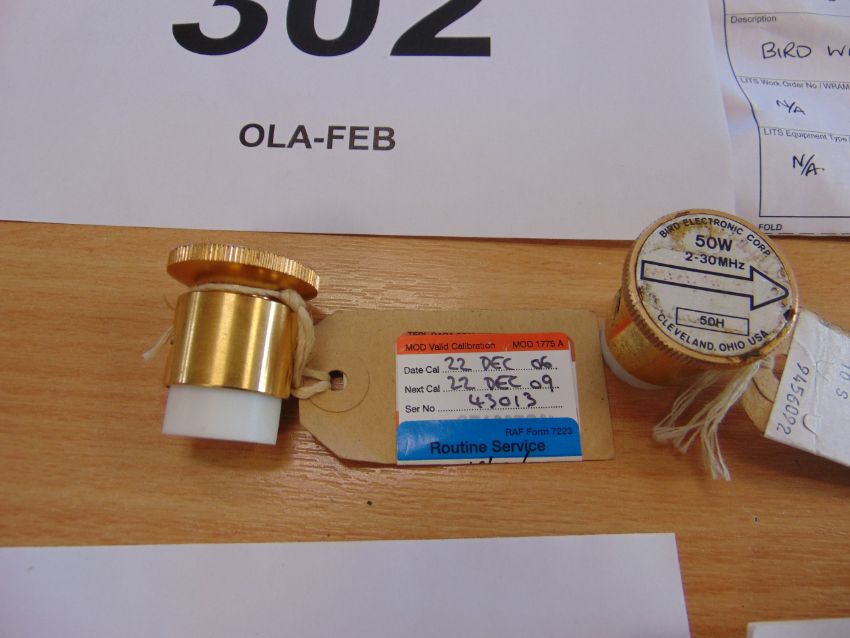 302
OLA-FEB
Description
BIRD
LITS Work Order No / WRAM
N/A
LITS Equipment Type
N/A.
FOLD
BIRD ELECTRONIC CORP.
50W
2-30MHz
50H
CLEVELAND, OHIO USA
MOD Valid Calibration MOD 1775 A
Date Cal 22 DEC 06
Next Cal 22 DEC 09
Ser No 43013
RAF Form 7223
Routine Service
10 S
9456092